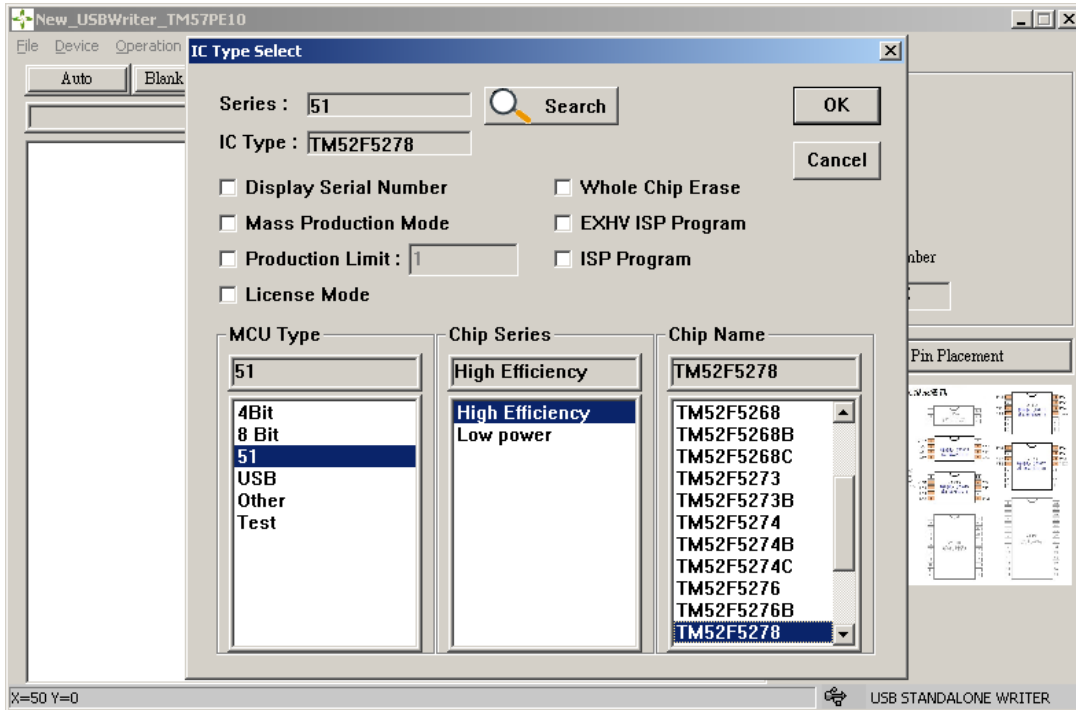 New_USBWriter_TM57PE10
File Device Operation
Auto Blank
IC Type Select
Series : 51 Search OK
IC Type : TM52F5278 Cancel
Display Serial Number Whole Chip Erase
Mass Production Mode EXHV ISP Program
Production Limit : 1 ISP Program
License Mode
MCU Type Chip Series Chip Name
51 High Efficiency TM52F5278
4Bit
8 Bit
51
USB
Other
Test
High Efficiency
Low power
TM52F5268
TM52F5268B
TM52F5268C
TM52F5273
TM52F5273B
TM52F5274
TM52F5274B
TM52F5274C
TM52F5276
TM52F5276B
TM52F5278
Pin Placement
X=50 Y=0 USB STANDALONE WRITER